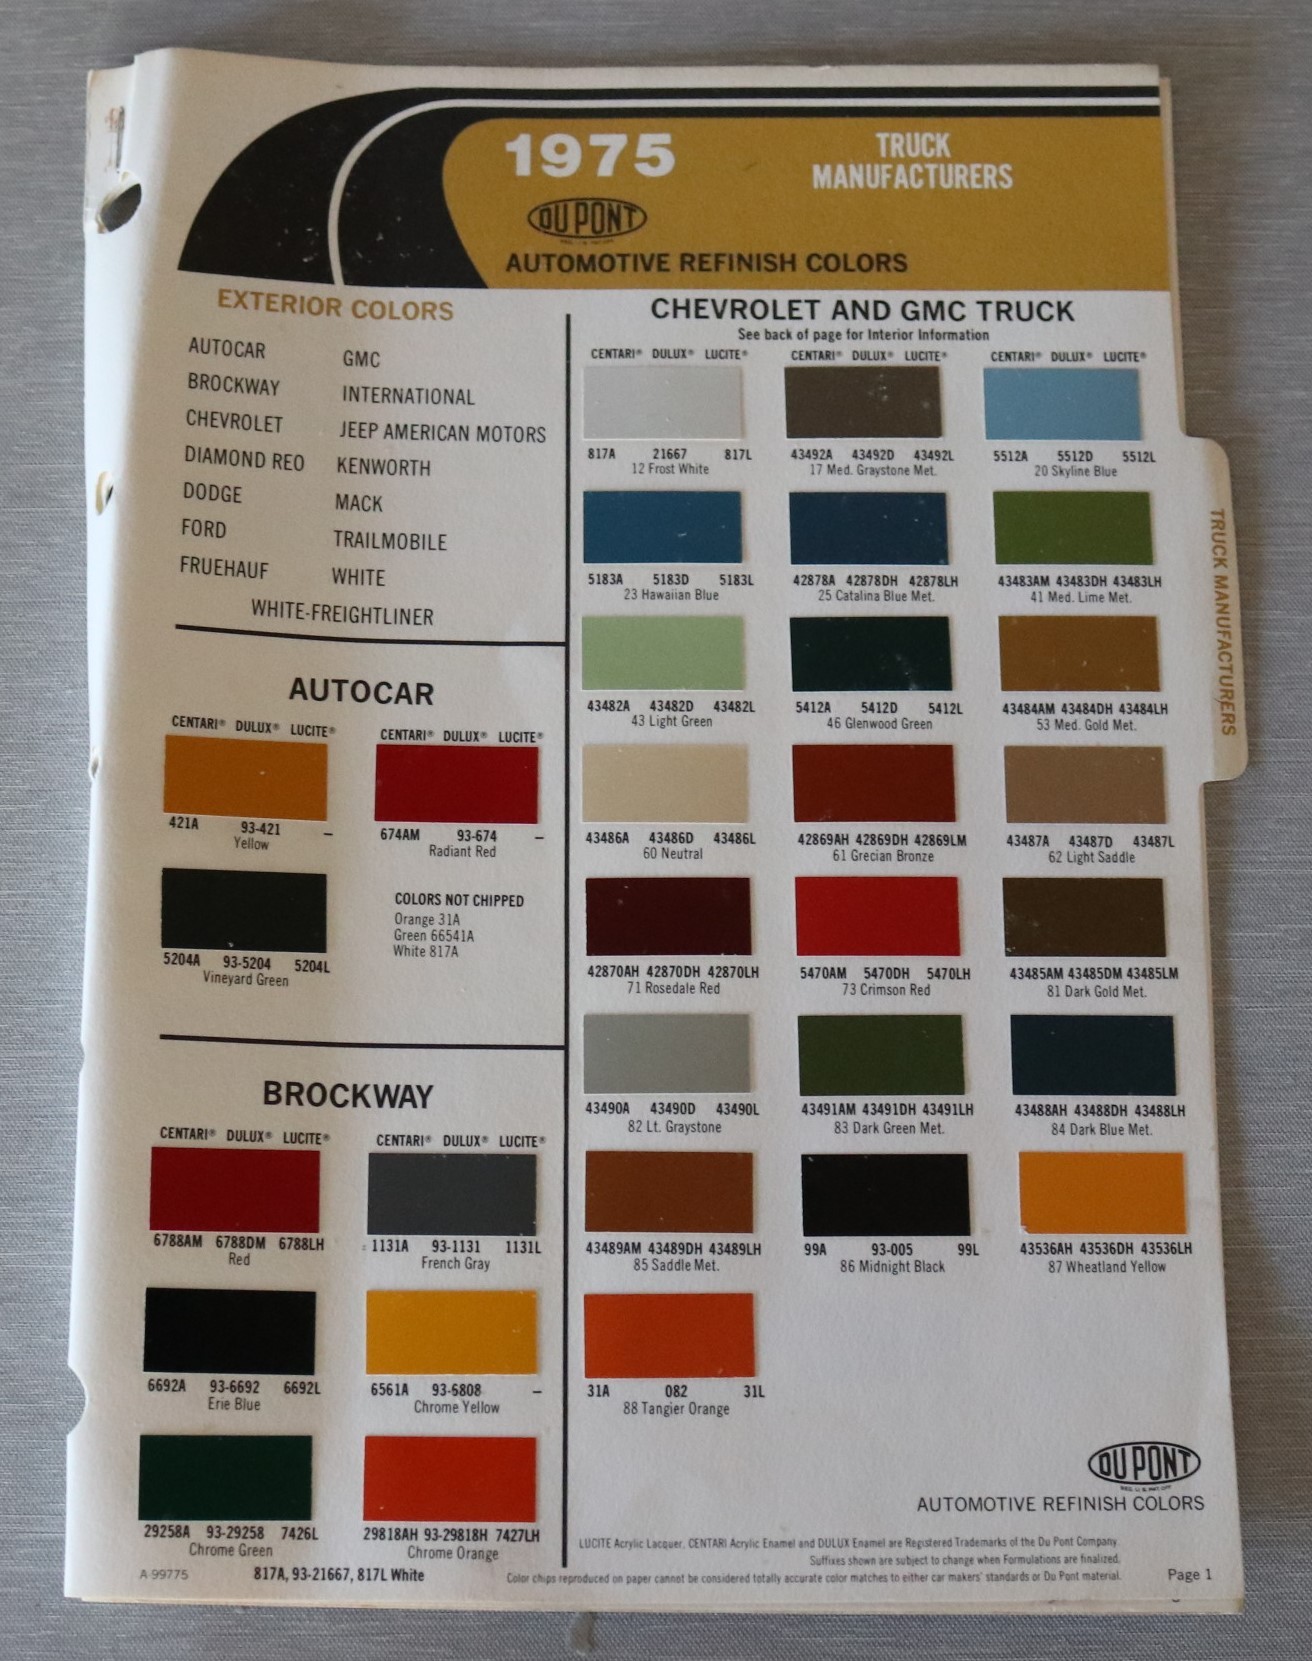 1975
TRUCK
MANUFACTURERS
DU PONT
AUTOMOTIVE REFINISH COLORS
EXTERIOR COLORS
AUTOCAR GMC
BROCKWAY INTERNATIONAL
CHEVROLET JEEP AMERICAN MOTORS
DIAMOND REO KENWORTH
DODGE MACK
FORD TRAILMOBILE
FRUEHAUF WHITE
WHITE-FREIGHTLINER
AUTOCAR
CENTARI® DULUX® LUCITE® CENTARI® DULUX® LUCITE®
421A 93-421 – 674AM 93-674 –
Yellow Radiant Red
5204A 93-5204 5204L
Vineyard Green
COLORS NOT CHIPPED
Orange 31A
Green 66541A
White 817A
BROCKWAY
CENTARI® DULUX® LUCITE® CENTARI® DULUX® LUCITE®
6788AM 6788DM 6788LH 1131A 93-1131 1131L
Red French Gray
6692A 93-6692 6692L 6561A 93-6808 –
Erie Blue Chrome Yellow
29258A 93-29258 7426L 29818AH 93-29818H 7427LH
Chrome Green Chrome Orange
A-99775 817A, 93-21667, 817L White
CHEVROLET AND GMC TRUCK
See back of page for Interior Information
CENTARI® DULUX® LUCITE® CENTARI® DULUX® LUCITE® CENTARI® DULUX® LUCITE®
817A 21667 817L 43492A 43492D 43492L 5512A 5512D 5512L
12 Frost White 17 Med. Graystone Met. 20 Skyline Blue
5183A 5183D 5183L 42878A 42878DH 42878LH 43483AM 43483DH 43483LH
23 Hawaiian Blue 25 Catalina Blue Met. 41 Med. Lime Met.
43482A 43482D 43482L 5412A 5412D 5412L 43484AM 43484DH 43484LH
43 Light Green 46 Glenwood Green 53 Med. Gold Met.
43486A 43486D 43486L 42869AH 42869DH 42869LM 43487A 43487D 43487L
60 Neutral 61 Grecian Bronze 62 Light Saddle
42870AH 42870DH 42870LH 5470AM 5470DH 5470LH 43485AM 43485DM 43485LM
71 Rosedale Red 73 Crimson Red 81 Dark Gold Met.
43490A 43490D 43490L 43491AM 43491DH 43491LH 43488AH 43488DH 43488LH
82 Lt. Graystone 83 Dark Green Met. 84 Dark Blue Met.
43489AM 43489DH 43489LH 99A 93-005 99L 43536AH 43536DH 43536LH
85 Saddle Met. 86 Midnight Black 87 Wheatland Yellow
31A 082 31L
88 Tangier Orange
DU PONT
REG. U.S. PAT. OFF.
AUTOMOTIVE REFINISH COLORS
LUCITE Acrylic Lacquer, CENTARI Acrylic Enamel and DULUX Enamel are Registered Trademarks of the Du Pont Company.
Suffixes shown are subject to change when Formulations are finalized.
Color chips reproduced on paper cannot be considered totally accurate color matches to either car makers' standards or Du Pont material.
Page 1
TRUCK MANUFACTURERS